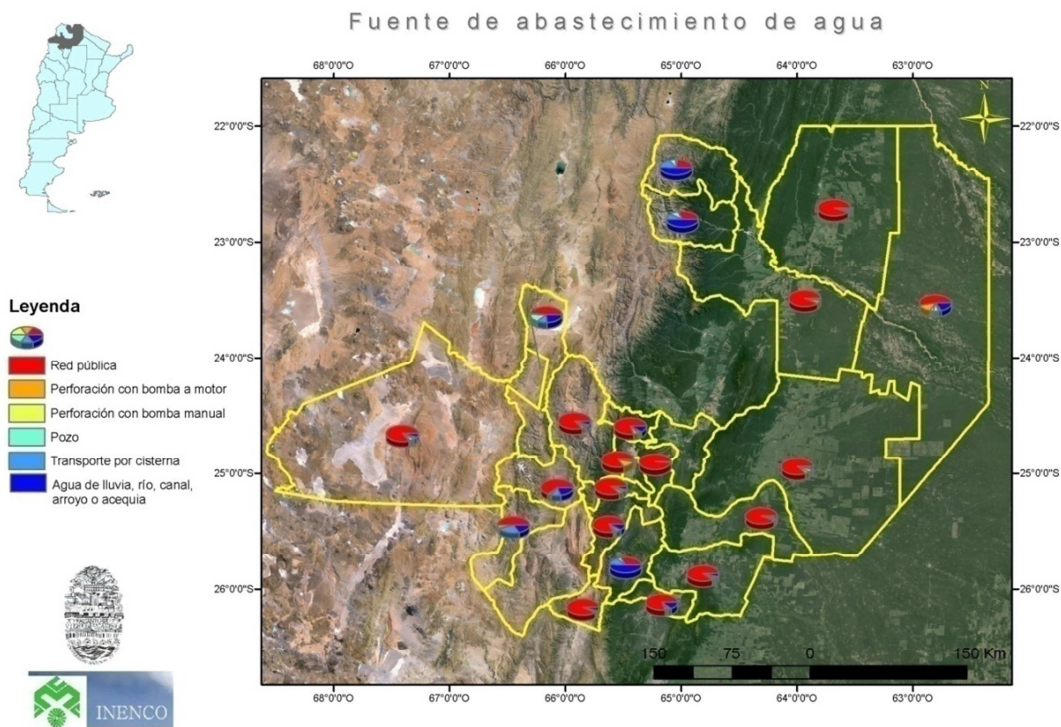 Fuente de abastecimiento de agua
68°0'0"O 67°0'0"O 66°0'0"O 65°0'0"O 64°0'0"O 63°0'0"O
N
22°0'0"S 22°0'0"S
23°0'0"S 23°0'0"S
24°0'0"S 24°0'0"S
25°0'0"S 25°0'0"S
26°0'0"S 26°0'0"S
Leyenda
Red pública
Perforación con bomba a motor
Perforación con bomba manual
Pozo
Transporte por cisterna
Agua de lluvia, río, canal,
arroyo o acequia
150 75 0 150 Km
68°0'0"O 67°0'0"O 66°0'0"O 65°0'0"O 64°0'0"O 63°0'0"O
INENCO